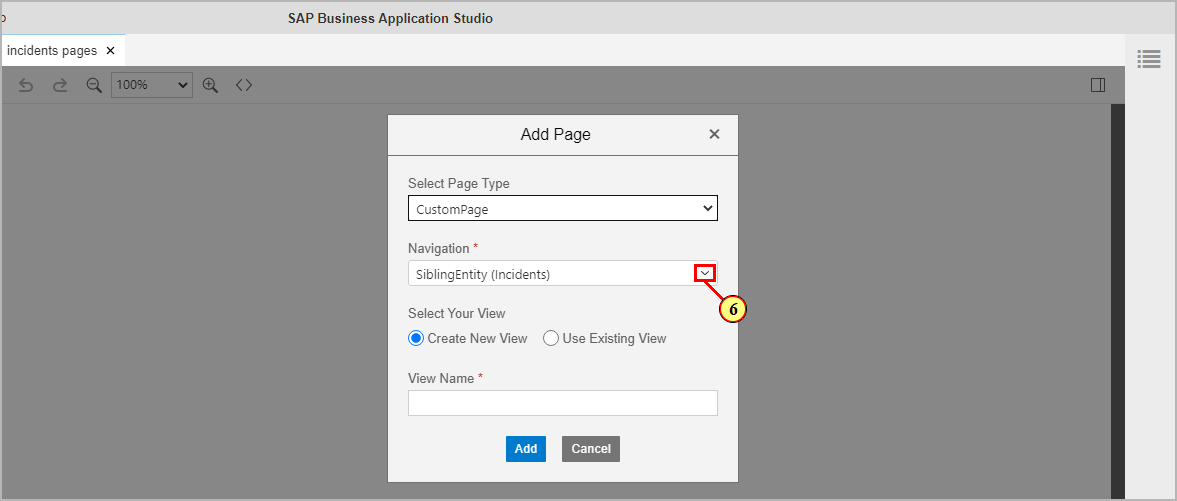 SAP Business Application Studio
incidents pages
100%
Add Page
Select Page Type
CustomPage
Navigation *
SiblingEntity (Incidents)
6
Select Your View
Create New View Use Existing View
View Name *
Add Cancel